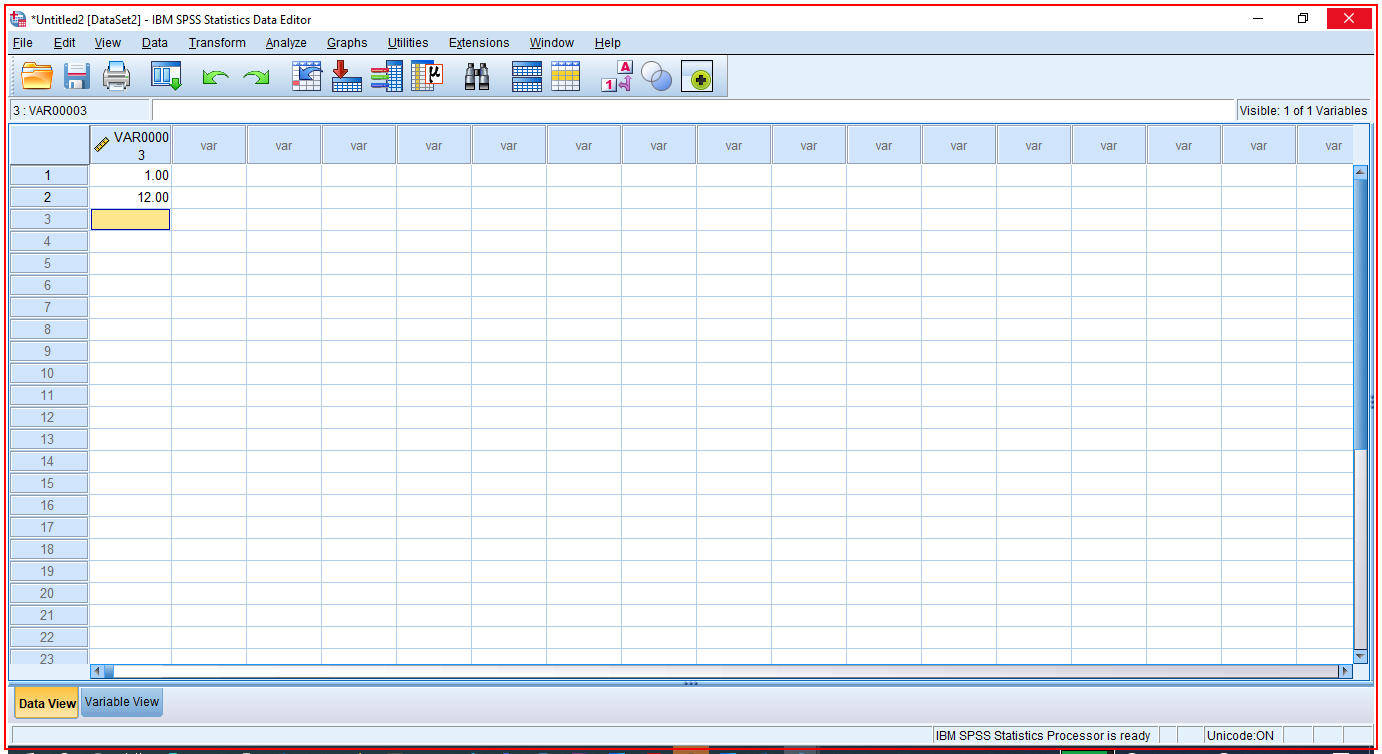 *Untitled2 [DataSet2] - IBM SPSS Statistics Data Editor
File Edit View Data Transform Analyze Graphs Utilities Extensions Window Help
μ A 1
3 : VAR00003 Visible: 1 of 1 Variables
VAR0000
3 var var var var var var var var var var var var var var var var
1 1.00
2 12.00
3
4
5
6
7
8
9
10
11
12
13
14
15
16
17
18
19
20
21
22
23
Data View Variable View
IBM SPSS Statistics Processor is ready Unicode:ON